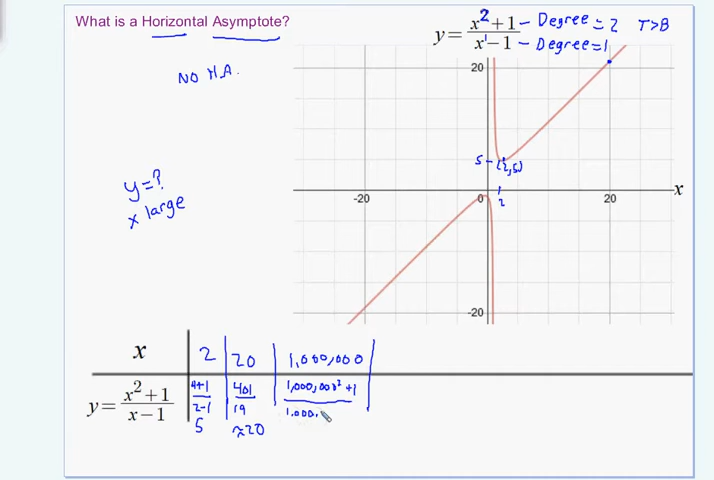 What is a Horizontal Asymptote?
y = x²+1 / x¹−1
– Degree = 2 T>B
– Degree = 1
NO H.A.
20
5 – (2,5)
-20 0 20 x
2
-20
y = ?
x large
x 2 20 1,000,000
y = x²+1 / x−1 4+1 / 2-1 401 / 19 1,000,000² +1 / 1,000,
5 ≈20